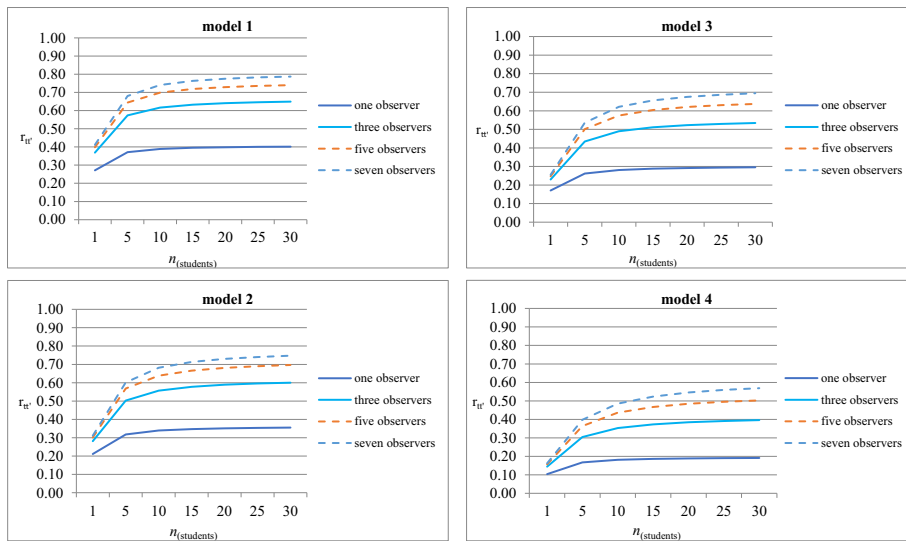 model 1
1.00
0.90
0.80
0.70
0.60
0.50
0.40
0.30
0.20
0.10
0.00
r_tt'
1 5 10 15 20 25 30
n(students)
one observer
three observers
five observers
seven observers
model 3
1.00
0.90
0.80
0.70
0.60
0.50
0.40
0.30
0.20
0.10
0.00
r_tt'
1 5 10 15 20 25 30
n(students)
one observer
three observers
five observers
seven observers
model 2
1.00
0.90
0.80
0.70
0.60
0.50
0.40
0.30
0.20
0.10
0.00
r_tt'
1 5 10 15 20 25 30
n(students)
one observer
three observers
five observers
seven observers
model 4
1.00
0.90
0.80
0.70
0.60
0.50
0.40
0.30
0.20
0.10
0.00
r_tt'
1 5 10 15 20 25 30
n(students)
one observer
three observers
five observers
seven observers